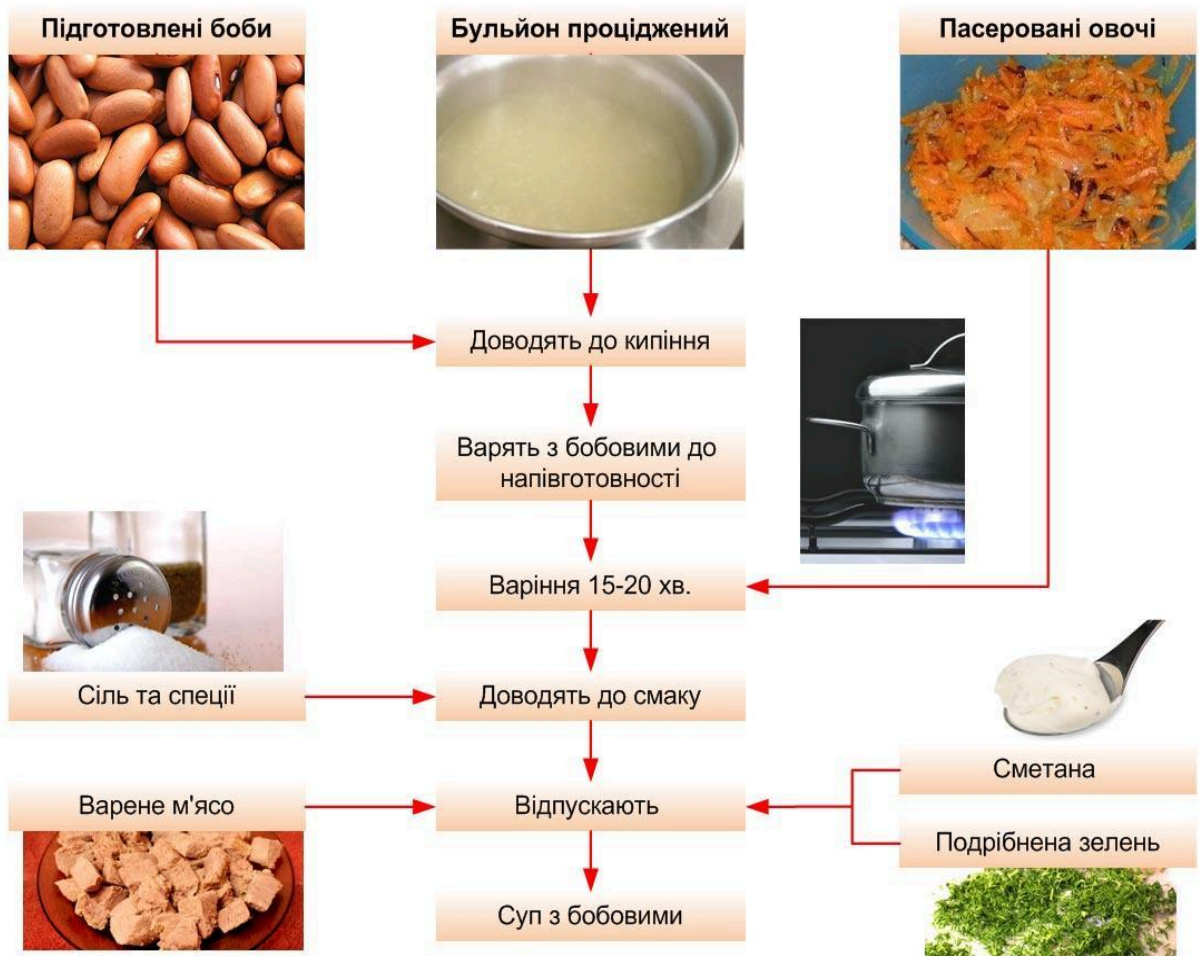 Підготовлені боби
Бульйон проціджений
Пасеровані овочі
Доводять до кипіння
Варять з бобовими до
напівготовності
Варіння 15-20 хв.
Сіль та спеції
Доводять до смаку
Сметана
Варене м'ясо
Відпускають
Подрібнена зелень
Суп з бобовими